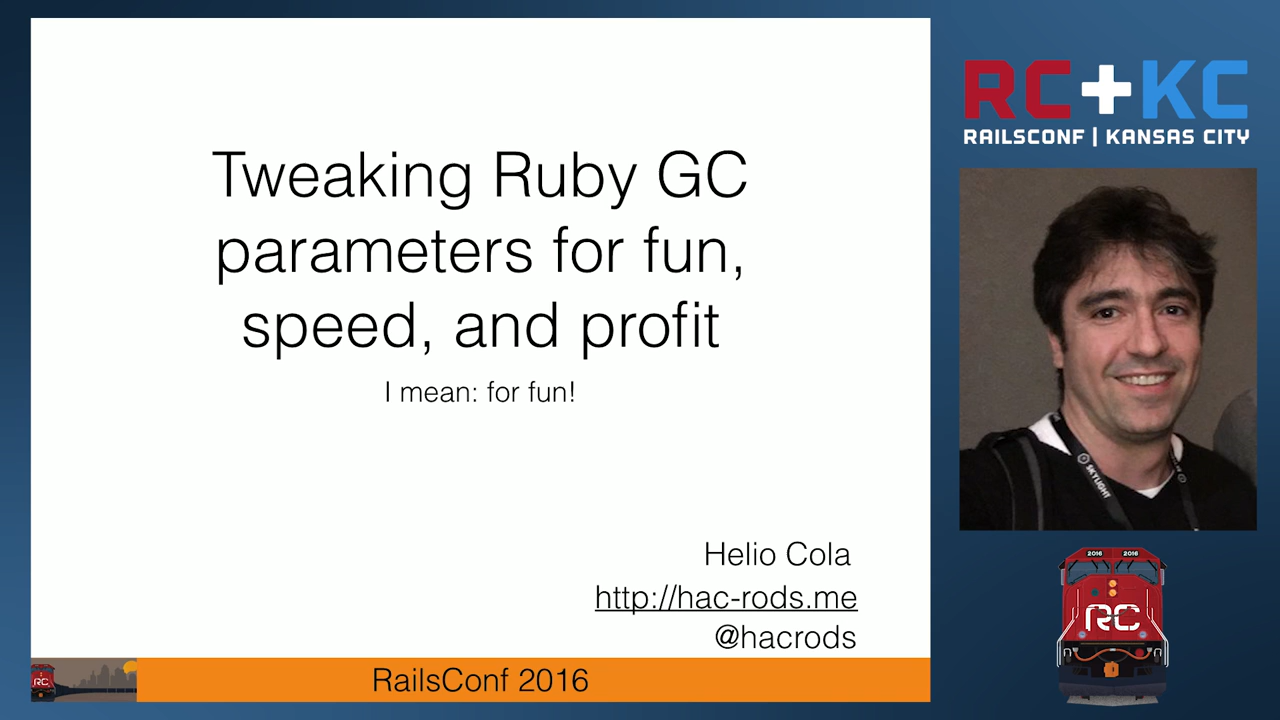 Tweaking Ruby GC
parameters for fun,
speed, and profit
I mean: for fun!
Helio Cola
http://hac-rods.me
@hacrods
RC
RailsConf 2016
RC+KC
RAILSCONF | KANSAS CITY
SKYLIGHT
2016 2016
RC